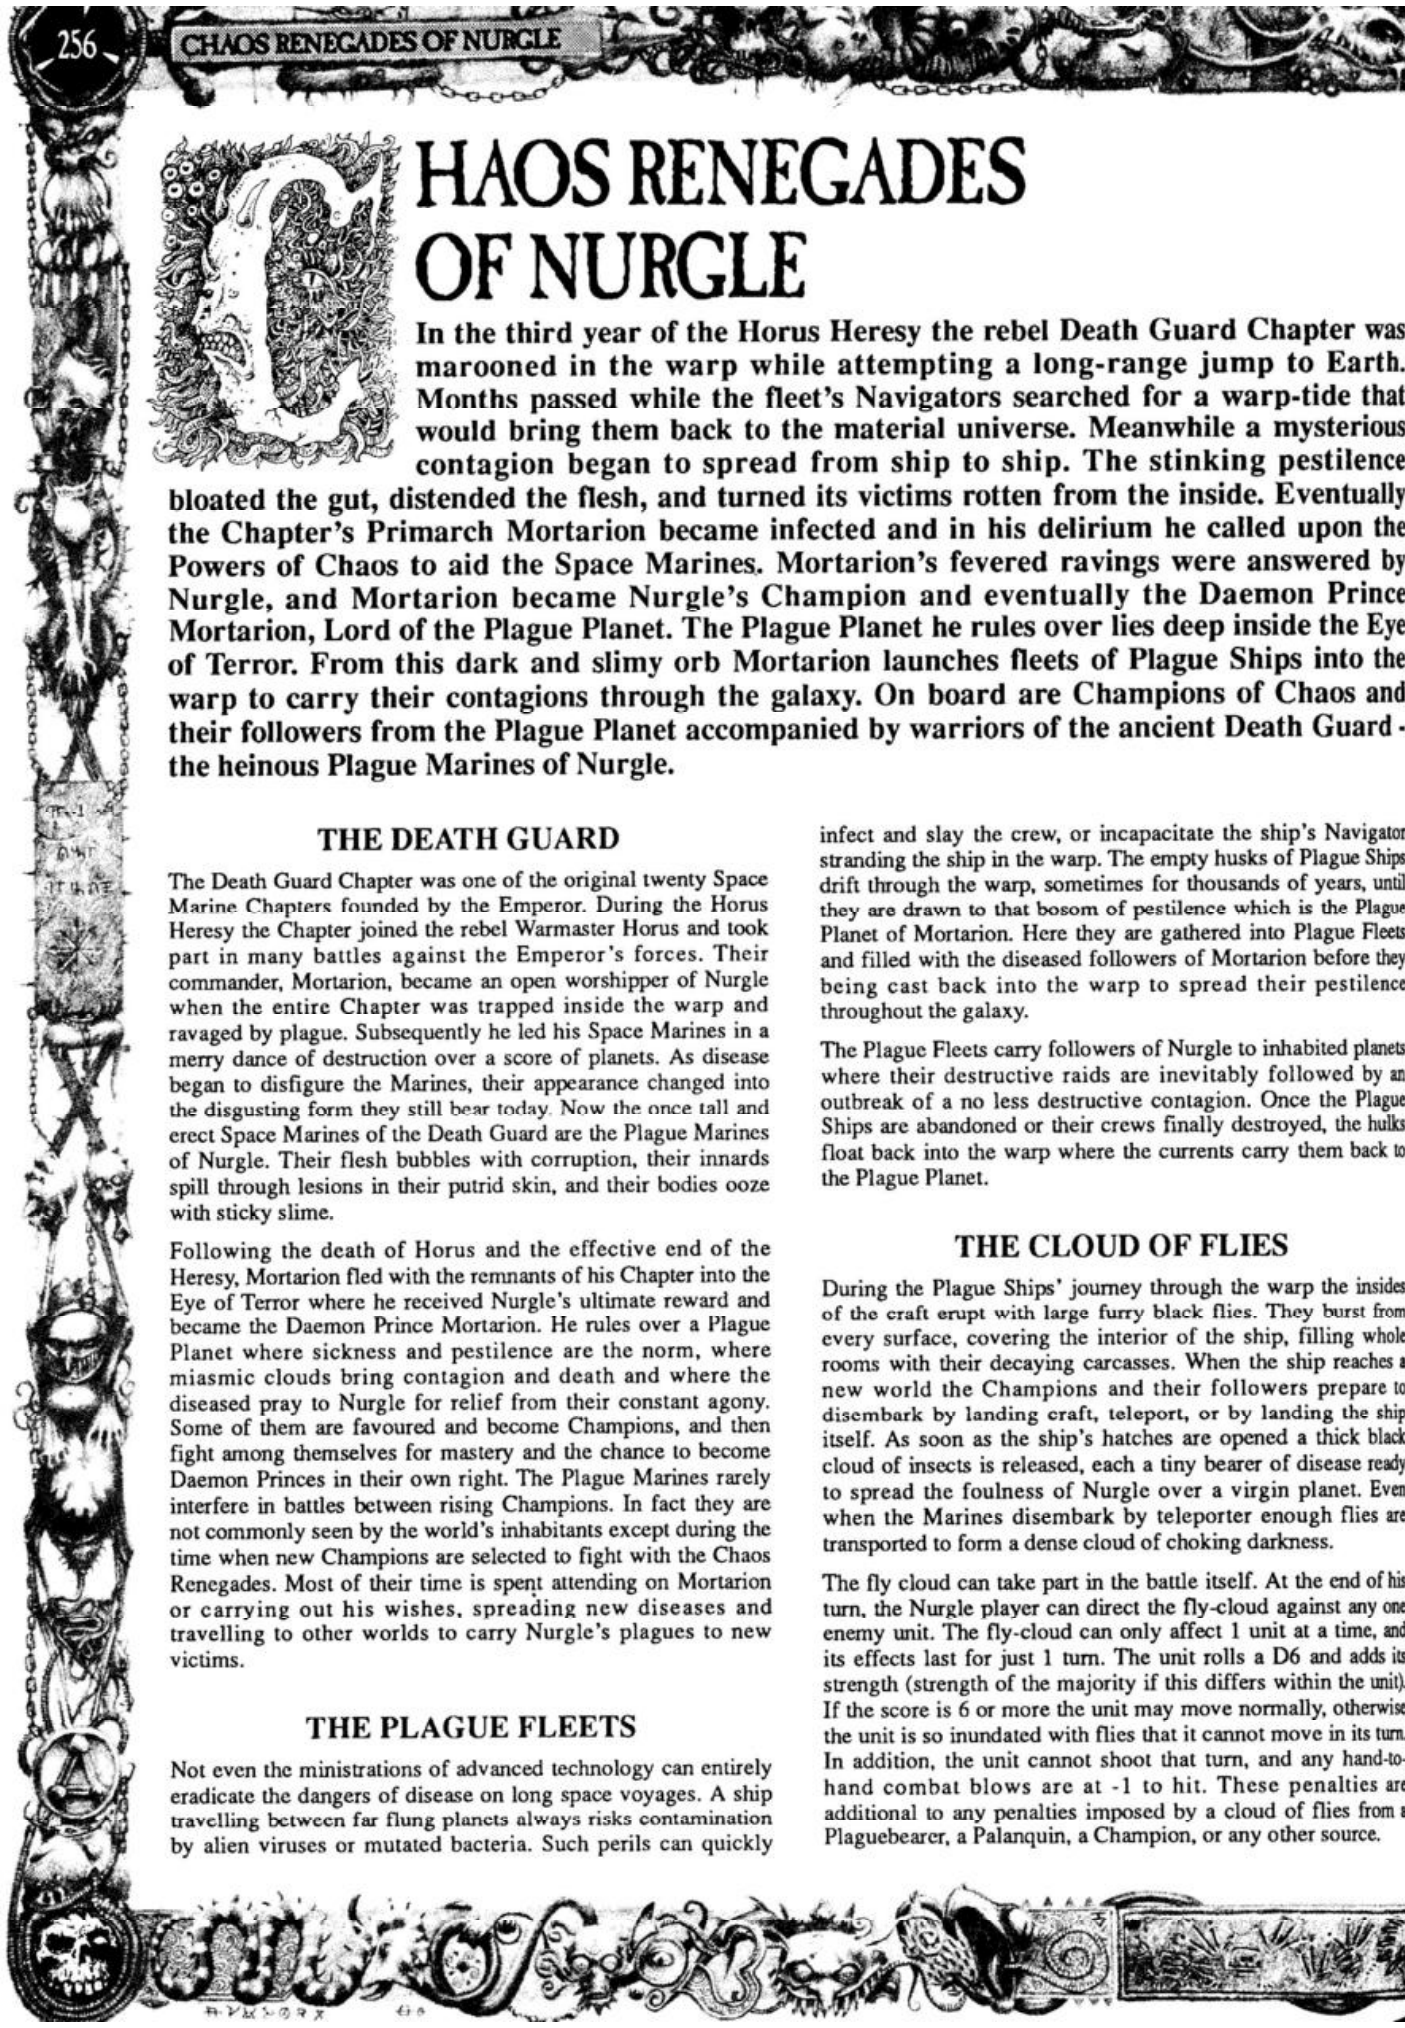 256
CHAOS RENEGADES OF NURGLE
CHAOS RENEGADES
OF NURGLE
In the third year of the Horus Heresy the rebel Death Guard Chapter was
marooned in the warp while attempting a long-range jump to Earth.
Months passed while the fleet's Navigators searched for a warp-tide that
would bring them back to the material universe. Meanwhile a mysterious
contagion began to spread from ship to ship. The stinking pestilence
bloated the gut, distended the flesh, and turned its victims rotten from the inside. Eventually
the Chapter's Primarch Mortarion became infected and in his delirium he called upon the
Powers of Chaos to aid the Space Marines. Mortarion's fevered ravings were answered by
Nurgle, and Mortarion became Nurgle's Champion and eventually the Daemon Prince
Mortarion, Lord of the Plague Planet. The Plague Planet he rules over lies deep inside the Eye
of Terror. From this dark and slimy orb Mortarion launches fleets of Plague Ships into the
warp to carry their contagions through the galaxy. On board are Champions of Chaos and
their followers from the Plague Planet accompanied by warriors of the ancient Death Guard -
the heinous Plague Marines of Nurgle.
THE DEATH GUARD
The Death Guard Chapter was one of the original twenty Space
Marine Chapters founded by the Emperor. During the Horus
Heresy the Chapter joined the rebel Warmaster Horus and took
part in many battles against the Emperor's forces. Their
commander, Mortarion, became an open worshipper of Nurgle
when the entire Chapter was trapped inside the warp and
ravaged by plague. Subsequently he led his Space Marines in a
merry dance of destruction over a score of planets. As disease
began to disfigure the Marines, their appearance changed into
the disgusting form they still bear today. Now the once tall and
erect Space Marines of the Death Guard are the Plague Marines
of Nurgle. Their flesh bubbles with corruption, their innards
spill through lesions in their putrid skin, and their bodies ooze
with sticky slime.
Following the death of Horus and the effective end of the
Heresy, Mortarion fled with the remnants of his Chapter into the
Eye of Terror where he received Nurgle's ultimate reward and
became the Daemon Prince Mortarion. He rules over a Plague
Planet where sickness and pestilence are the norm, where
miasmic clouds bring contagion and death and where the
diseased pray to Nurgle for relief from their constant agony.
Some of them are favoured and become Champions, and then
fight among themselves for mastery and the chance to become
Daemon Princes in their own right. The Plague Marines rarely
interfere in battles between rising Champions. In fact they are
not commonly seen by the world's inhabitants except during the
time when new Champions are selected to fight with the Chaos
Renegades. Most of their time is spent attending on Mortarion
or carrying out his wishes, spreading new diseases and
travelling to other worlds to carry Nurgle's plagues to new
victims.
THE PLAGUE FLEETS
Not even the ministrations of advanced technology can entirely
eradicate the dangers of disease on long space voyages. A ship
travelling between far flung planets always risks contamination
by alien viruses or mutated bacteria. Such perils can quickly
infect and slay the crew, or incapacitate the ship's Navigator
stranding the ship in the warp. The empty husks of Plague Ships
drift through the warp, sometimes for thousands of years, until
they are drawn to that bosom of pestilence which is the Plague
Planet of Mortarion. Here they are gathered into Plague Fleets
and filled with the diseased followers of Mortarion before they
being cast back into the warp to spread their pestilence
throughout the galaxy.
The Plague Fleets carry followers of Nurgle to inhabited planets
where their destructive raids are inevitably followed by an
outbreak of a no less destructive contagion. Once the Plague
Ships are abandoned or their crews finally destroyed, the hulks
float back into the warp where the currents carry them back to
the Plague Planet.
THE CLOUD OF FLIES
During the Plague Ships' journey through the warp the insides
of the craft erupt with large furry black flies. They burst from
every surface, covering the interior of the ship, filling whole
rooms with their decaying carcasses. When the ship reaches a
new world the Champions and their followers prepare to
disembark by landing craft, teleport, or by landing the ship
itself. As soon as the ship's hatches are opened a thick black
cloud of insects is released, each a tiny bearer of disease ready
to spread the foulness of Nurgle over a virgin planet. Even
when the Marines disembark by teleporter enough flies are
transported to form a dense cloud of choking darkness.
The fly cloud can take part in the battle itself. At the end of his
turn, the Nurgle player can direct the fly-cloud against any one
enemy unit. The fly-cloud can only affect 1 unit at a time, and
its effects last for just 1 turn. The unit rolls a D6 and adds its
strength (strength of the majority if this differs within the unit).
If the score is 6 or more the unit may move normally, otherwise
the unit is so inundated with flies that it cannot move in its turn.
In addition, the unit cannot shoot that turn, and any hand-to-
hand combat blows are at -1 to hit. These penalties are
additional to any penalties imposed by a cloud of flies from a
Plaguebearer, a Palanquin, a Champion, or any other source.